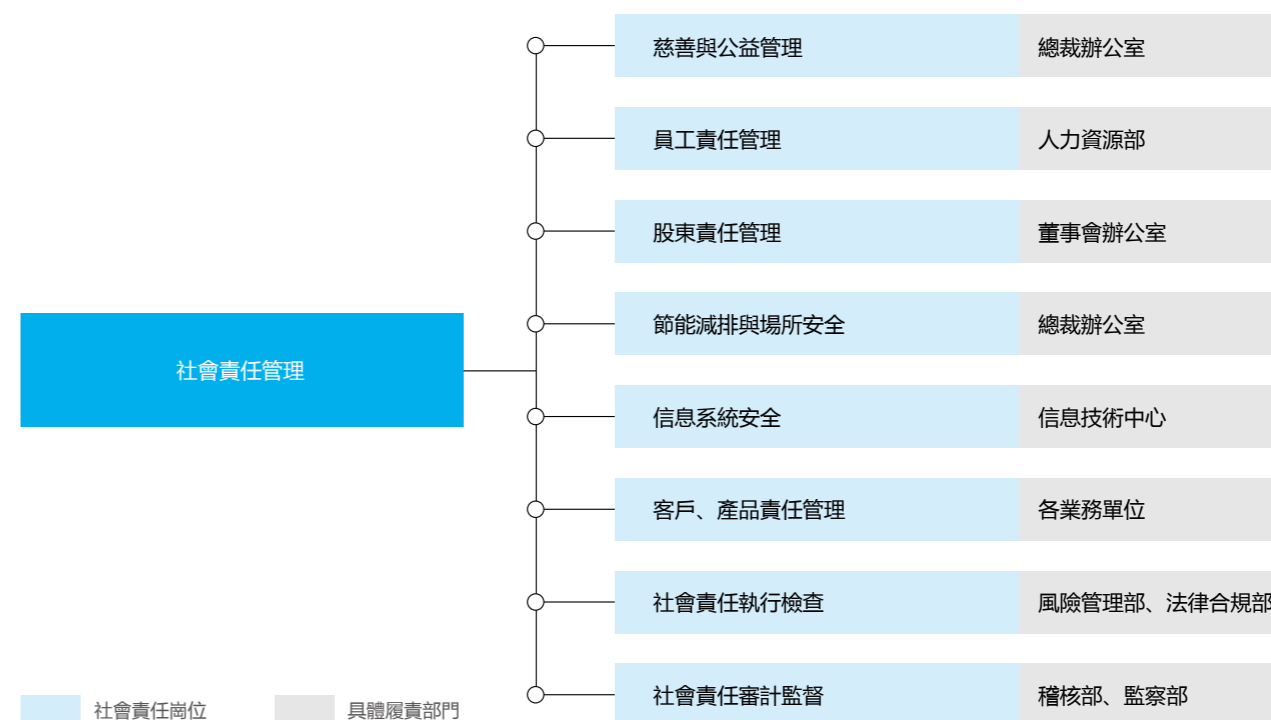 慈善與公益管理 總裁辦公室
員工責任管理 人力資源部
股東責任管理 董事會辦公室
節能減排與場所安全 總裁辦公室
社會責任管理
信息系統安全 信息技術中心
客戶、產品責任管理 各業務單位
社會責任執行檢查 風險管理部、法律合規部
社會責任審計監督 稽核部、監察部
社會責任崗位 具體履責部門